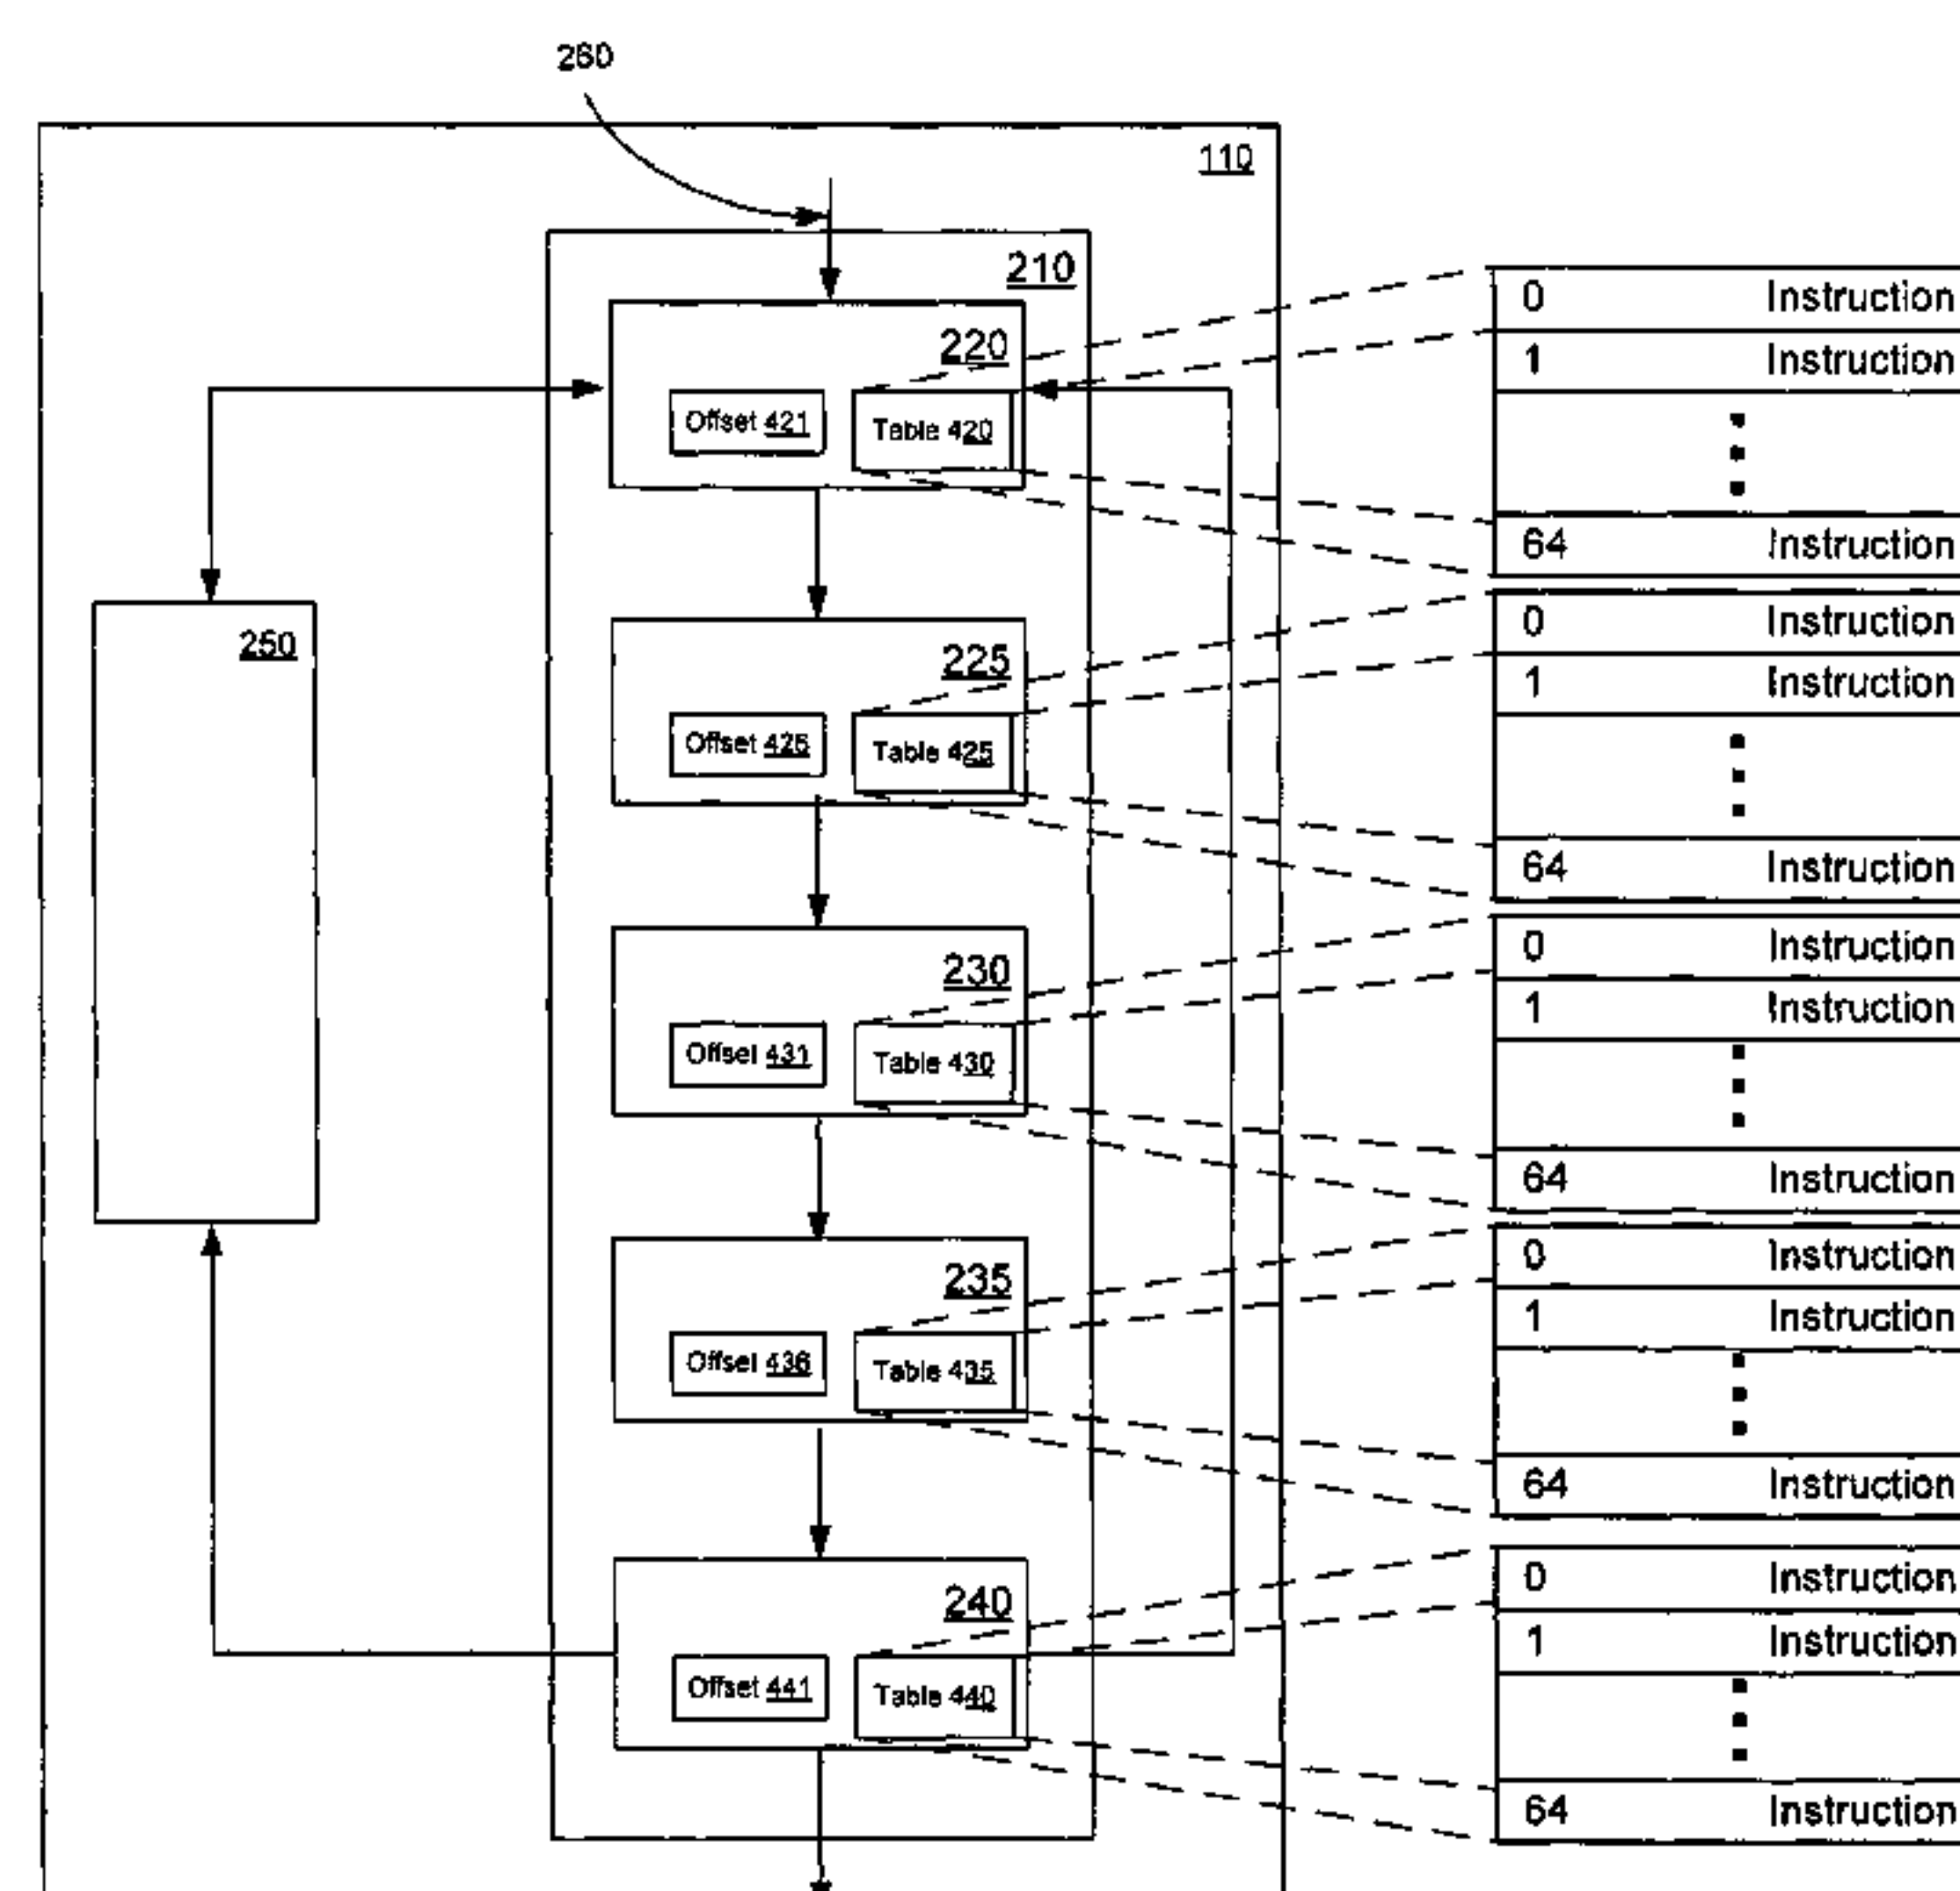 260
110
210
220
Offset 421
Table 420
225
Offset 426
Table 425
230
Offset 431
Table 430
235
Offset 436
Table 435
240
Offset 441
Table 440
250
0 Instruction
1 Instruction
64 Instruction
0 Instruction
1 Instruction
64 Instruction
0 Instruction
1 Instruction
64 Instruction
0 Instruction
1 Instruction
64 Instruction
0 Instruction
1 Instruction
64 Instruction